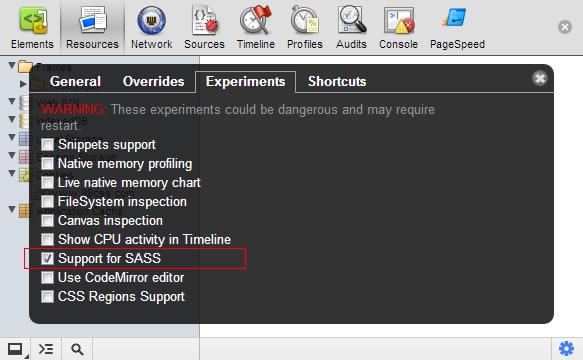 Elements Resources Network Sources Timeline Profiles Audits Console PageSpeed
Frames
General Overrides Experiments Shortcuts
WARNING: These experiments could be dangerous and may require
restart.
Snippets support
Native memory profiling
Live native memory chart
FileSystem inspection
Canvas inspection
Show CPU activity in Timeline
Support for SASS
Use CodeMirror editor
CSS Regions Support